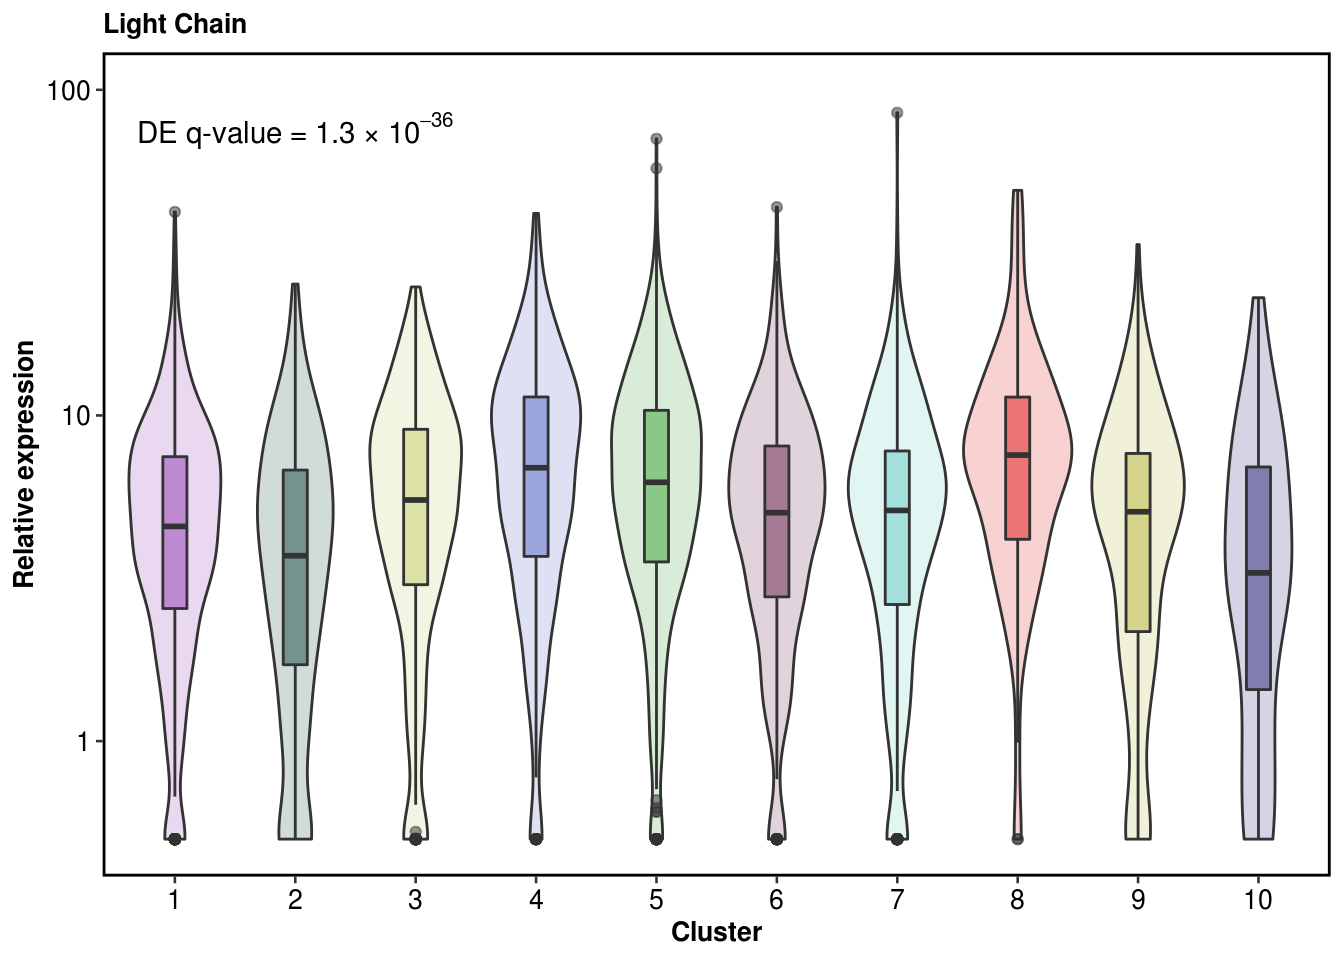 Light Chain
DE q-value = 1.3 × 10⁻³⁶
100
10
1
Relative expression
1 2 3 4 5 6 7 8 9 10
Cluster